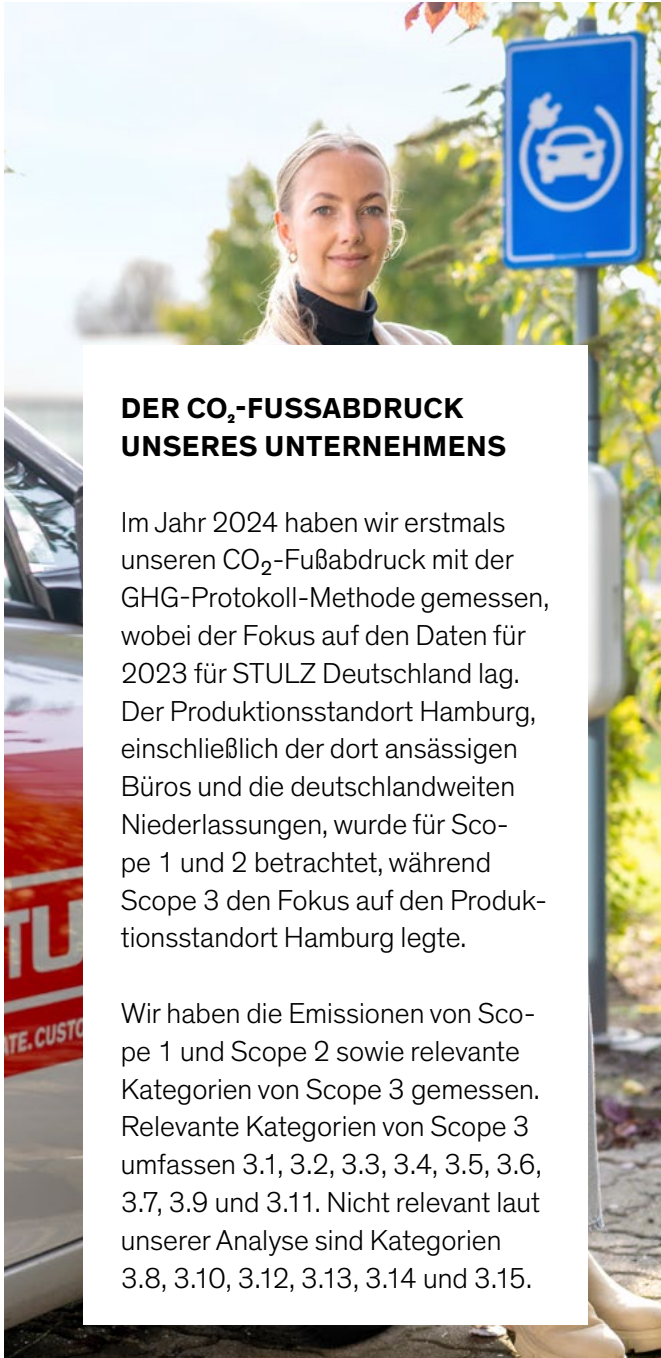 DER CO₂-FUSSABDRUCK
UNSERES UNTERNEHMENS
Im Jahr 2024 haben wir erstmals
unseren CO₂-Fußabdruck mit der
GHG-Protokoll-Methode gemessen,
wobei der Fokus auf den Daten für
2023 für STULZ Deutschland lag.
Der Produktionsstandort Hamburg,
einschließlich der dort ansässigen
Büros und die deutschlandweiten
Niederlassungen, wurde für Sco-
pe 1 und 2 betrachtet, während
Scope 3 den Fokus auf den Produk-
tionsstandort Hamburg legte.
Wir haben die Emissionen von Sco-
pe 1 und Scope 2 sowie relevante
Kategorien von Scope 3 gemessen.
Relevante Kategorien von Scope 3
umfassen 3.1, 3.2, 3.3, 3.4, 3.5, 3.6,
3.7, 3.9 und 3.11. Nicht relevant laut
unserer Analyse sind Kategorien
3.8, 3.10, 3.12, 3.13, 3.14 und 3.15.